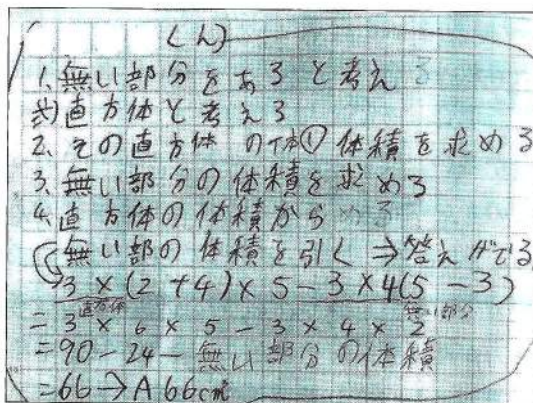 (ん)
1.無い部分をあると考える
式)直方体と考える
2.その直方体の体① 体積を求める
3.無い部分の体積を求める
4.直方体の体積から める
無い部の体積を引く⇒答えがでる
3×(2+4)×5-3×4(5-3)
直方体 無い部分
=3×6×5-3×4×2
=90-24-無い部分の体積
=66→A 66cm³